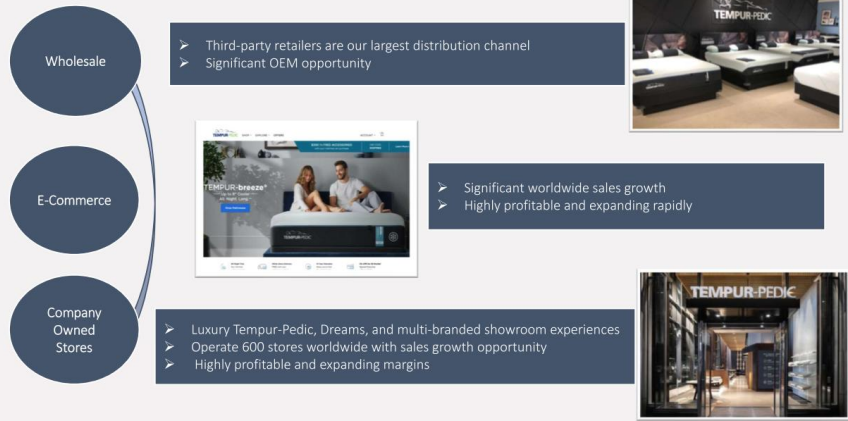 TEMPUR-PEDIC
Wholesale
Third-party retailers are our largest distribution channel
Significant OEM opportunity
TEMPUR-breeze°
TEMPUR-PEDIC
E-Commerce
Significant worldwide sales growth
Highly profitable and expanding rapidly
TEMPUR-PEDIC
Company
Owned
Stores
Luxury Tempur-Pedic, Dreams, and multi-branded showroom experiences
Operate 600 stores worldwide with sales growth opportunity
Highly profitable and expanding margins